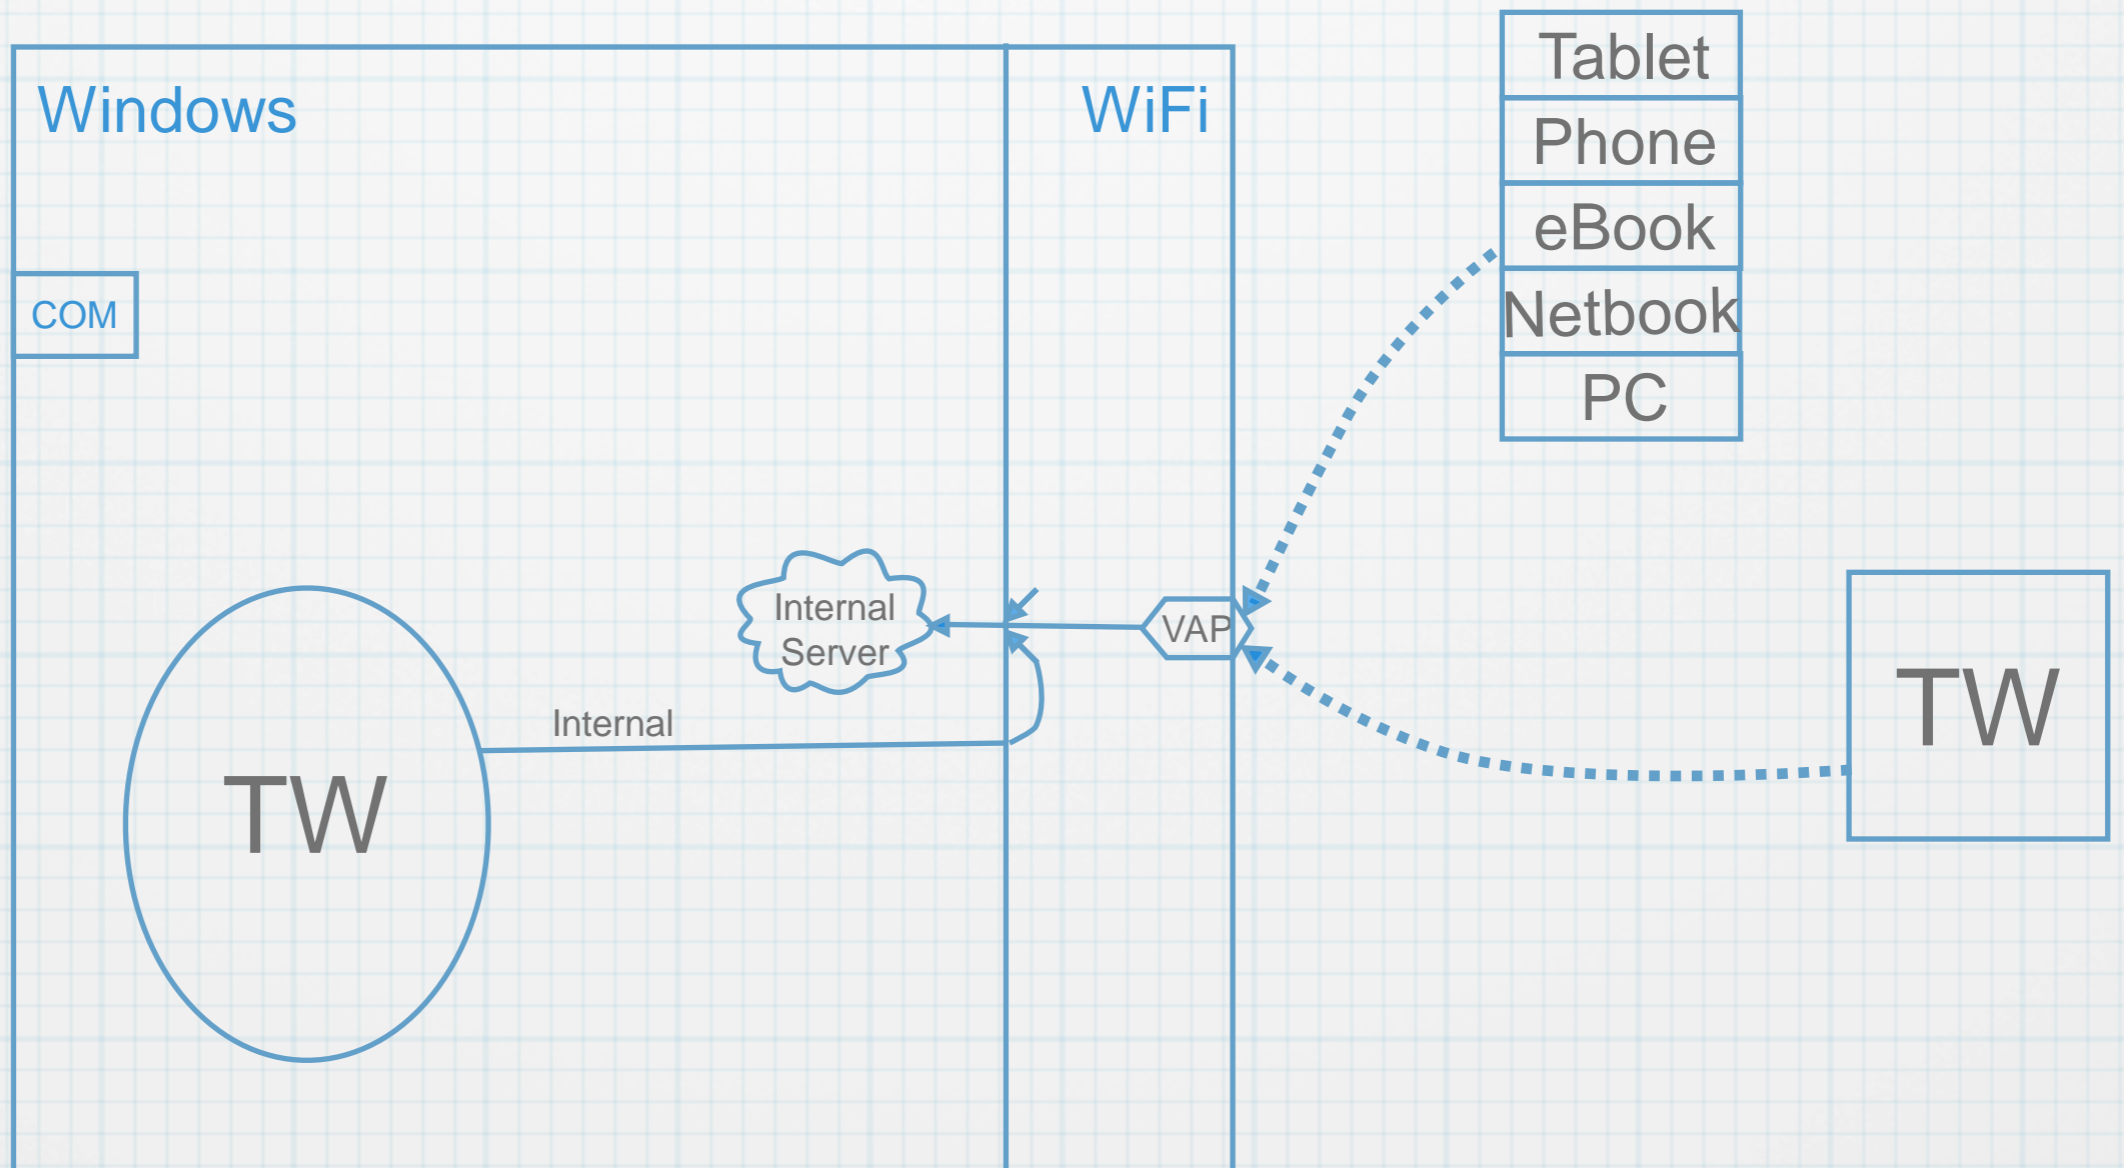 Windows
WiFi
Tablet
Phone
eBook
Netbook
PC
COM
Internal
Server
VAP
Internal
TW
TW